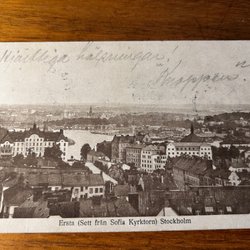 Hjärtliga hälsningar!
Ersta (Sett från Sofia Kyrktorn) Stockholm